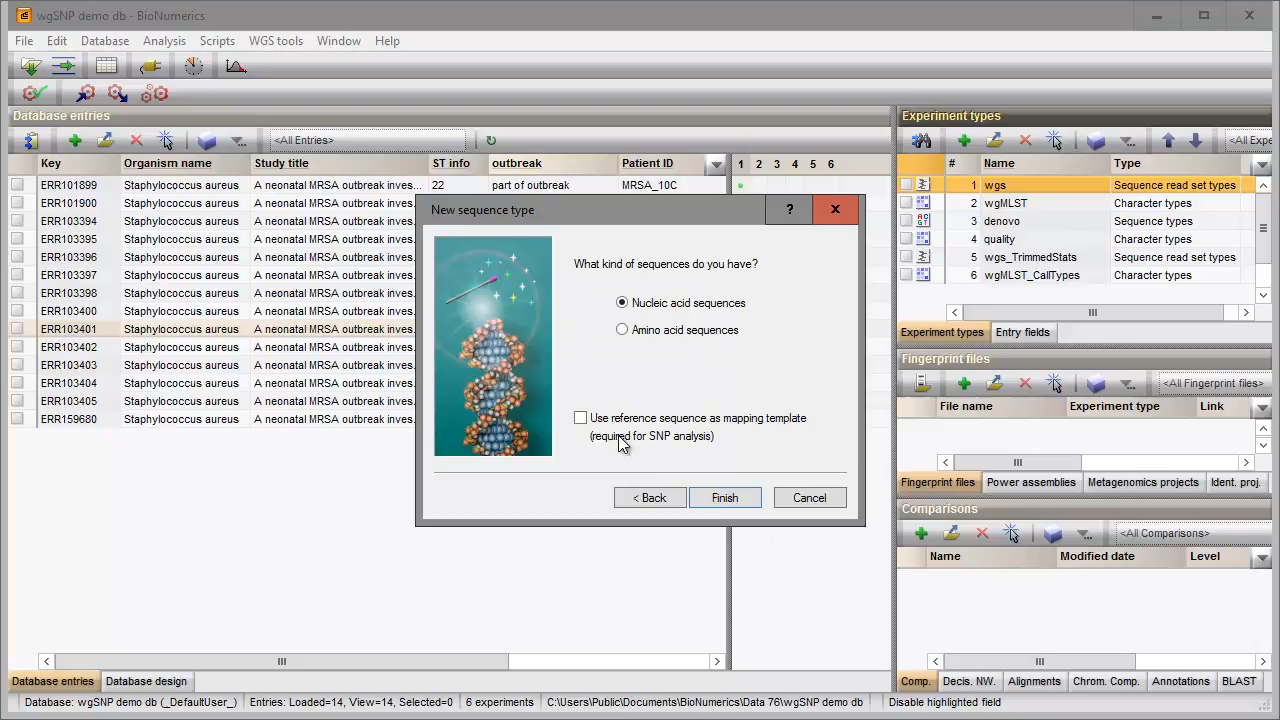 wgSNP demo db - BioNumerics
File Edit Database Analysis Scripts WGS tools Window Help
Database entries
<All Entries>
Key Organism name Study title ST info outbreak Patient ID 1 2 3 4 5 6
ERR101899 Staphylococcus aureus A neonatal MRSA outbreak inves... 22 part of outbreak MRSA_10C
ERR101900 Staphylococcus aureus A neonatal MRSA outbreak inves.
ERR103394 Staphylococcus aureus A neonatal MRSA outbreak inves.
ERR103395 Staphylococcus aureus A neonatal MRSA outbreak inves.
ERR103396 Staphylococcus aureus A neonatal MRSA outbreak inves.
ERR103397 Staphylococcus aureus A neonatal MRSA outbreak inves.
ERR103398 Staphylococcus aureus A neonatal MRSA outbreak inves.
ERR103400 Staphylococcus aureus A neonatal MRSA outbreak inves.
ERR103401 Staphylococcus aureus A neonatal MRSA outbreak inves.
ERR103402 Staphylococcus aureus A neonatal MRSA outbreak inves.
ERR103403 Staphylococcus aureus A neonatal MRSA outbreak inves.
ERR103404 Staphylococcus aureus A neonatal MRSA outbreak inves.
ERR103405 Staphylococcus aureus A neonatal MRSA outbreak inves.
ERR159680 Staphylococcus aureus A neonatal MRSA outbreak inves.
Database entries Database design
New sequence type ?
What kind of sequences do you have?
Nucleic acid sequences
Amino acid sequences
Use reference sequence as mapping template
(required for SNP analysis)
< Back Finish Cancel
Experiment types
<All Expe
# Name Type
1 wgs Sequence read set types
2 wgMLST Character types
3 denovo Sequence types
4 quality Character types
5 wgs_TrimmedStats Sequence read set types
6 wgMLST_CallTypes Character types
Experiment types Entry fields
Fingerprint files
<All Fingerprint files>
File name Experiment type Link
Fingerprint files Power assemblies Metagenomics projects Ident. proj.
Comparisons
<All Comparisons>
Name Modified date Level
Comp. Decis. NW. Alignments Chrom. Comp. Annotations BLAST
Database: wgSNP demo db (_DefaultUser_) Entries: Loaded=14, View=14, Selected=0 6 experiments C:\Users\Public\Documents\BioNumerics\Data 76\wgSNP demo db Disable highlighted field